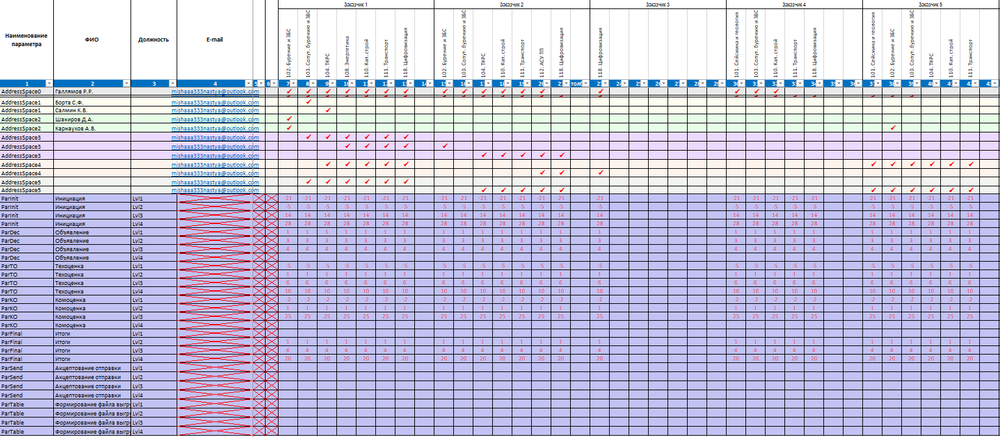 Заказчик 1 Заказчик 2 Заказчик 3 Заказчик 4 Заказчик 5
Наименование параметра ФИО Должность E-mail 102. Бурение и ЗБС 103. Сопут. бурению и ЗБС 104. ТКРС 108. Энергетика 110. Кап. строй 111. Транспорт 118. Цифровизация 102. Бурение и ЗБС 103. Сопут. бурению и ЗБС 104. ТКРС 110. Кап. строй 111. Транспорт 112. АСУ ТП 118. Цифровизация 118. Цифровизация 101. Сейсмика и геология 103. Сопут. бурению и ЗБС 110. Кап. строй 111. Транспорт 118. Цифровизация 101. Сейсмика и геология 102. Бурение и ЗБС 103. Сопут. бурению и ЗБС 104. ТКРС 110. Кап. строй 111. Транспорт
1 2 3 4 5 6 7 8 9 10 11 12 13 14 15 16 17 18 19 20 21 23 24 25 26 27 28 29 30 31 32 33 34 35 36 37 38 39 40 41 42 43
AddressSpace0 Галлямов Р.Р. mishaaa333nastya@outlook.com ✓ ✓ ✓ ✓ ✓ ✓ ✓ ✓ ✓ ✓ ✓ ✓ ✓ ✓ ✓ ✓ ✓ ✓
AddressSpace1 Ворта С.Ф. mishaaa333nastya@outlook.com ✓
AddressSpace1 Салмин К.В. mishaaa333nastya@outlook.com ✓
AddressSpace2 Шакиров Д.А. mishaaa333nastya@outlook.com ✓
AddressSpace2 Карнаухов А.В. mishaaa333nastya@outlook.com ✓ ✓
AddressSpace3 mishaaa333nastya@outlook.com ✓ ✓ ✓ ✓ ✓ ✓
AddressSpace3 mishaaa333nastya@outlook.com ✓ ✓ ✓ ✓ ✓
AddressSpace3 mishaaa333nastya@outlook.com ✓ ✓ ✓ ✓ ✓
AddressSpace4 mishaaa333nastya@outlook.com ✓ ✓ ✓ ✓ ✓ ✓ ✓ ✓ ✓ ✓ ✓
AddressSpace4 mishaaa333nastya@outlook.com ✓ ✓ ✓
AddressSpace5 mishaaa333nastya@outlook.com ✓ ✓ ✓ ✓ ✓ ✓
AddressSpace5 mishaaa333nastya@outlook.com ✓ ✓ ✓ ✓ ✓ ✓ ✓ ✓ ✓ ✓ ✓
ParInit Инициация Lvl1 -21 -21 -21 -21 -21 -21 -21 -21 -21 -21 -21 -21 -21 -21 -21 -21 -21 -21 -21 -21 -21 -21 -21 -21 -21 -21
ParInit Инициация Lvl2 -5 -5 -5 -5 -5 -5 -5 -5 -5 -5 -5 -5 -5 -5 -5 -5 -5 -5 -5 -5 -5 -5 -5 -5 -5 -5
ParInit Инициация Lvl3 14 14 14 14 14 14 14 14 14 14 14 14 14 14 14 14 14 14 14 14 14 14 14 14 14 14
ParInit Инициация Lvl4 28 28 28 28 28 28 28 28 28 28 28 28 28 28 28 28 28 28 28 28 28 28 28 28 28 28
ParDec Объявление Lvl1 1 1 1 1 1 1 1 1 1 1 1 1 1 1 1 1 1 1 1 1 1 1 1 1 1 1
ParDec Объявление Lvl2 3 3 3 3 3 3 3 3 3 3 3 3 3 3 3 3 3 3 3 3 3 3 3 3 3 3
ParDec Объявление Lvl3 4 4 4 4 4 4 4 4 4 4 4 4 4 4 4 4 4 4 4 4 4 4 4 4 4 4
ParDec Объявление Lvl4
ParTO Техоценка Lvl1 -5 -5 -5 -5 -5 -5 -5 -5 -5 -5 -5 -5 -5 -5 -5 -5 -5 -5 -5 -5 -5 -5 -5 -5 -5 -5
ParTO Техоценка Lvl2 1 1 1 1 1 1 1 1 1 1 1 1 1 1 1 1 1 1 1 1 1 1 1 1 1 1
ParTO Техоценка Lvl3 6 6 6 6 6 6 6 6 6 6 6 6 6 6 6 6 6 6 6 6 6 6 6 6 6 6
ParTO Техоценка Lvl4 10 10 10 10 10 10 10 10 10 10 10 10 10 10 10 10 10 10 10 10 10 10 10 10 10 10
ParKO Комоценка Lvl1 -2 -2 -2 -2 -2 -2 -2 -2 -2 -2 -2 -2 -2 -2 -2 -2 -2 -2 -2 -2 -2 -2 -2 -2 -2 -2
ParKO Комоценка Lvl2 1 1 1 1 1 1 1 1 1 1 1 1 1 1 1 1 1 1 1 1 1 1 1 1 1 1
ParKO Комоценка Lvl3 25 25 25 25 25 25 25 25 25 25 25 25 25 25 25 25 25 25 25 25 25 25 25 25 25 25
ParKO Комоценка Lvl4
ParFinal Итоги Lvl1
ParFinal Итоги Lvl2 1 1 1 1 1 1 1 1 1 1 1 1 1 1 1 1 1 1 1 1 1 1 1 1 1 1
ParFinal Итоги Lvl3 4 4 4 4 4 4 4 4 4 4 4 4 4 4 4 4 4 4 4 4 4 4 4 4 4 4
ParFinal Итоги Lvl4 20 20 20 20 20 20 20 20 20 20 20 20 20 20 20 20 20 20 20 20 20 20 20 20 20 20
ParSend Акцептование отправки Lvl1
ParSend Акцептование отправки Lvl2
ParSend Акцептование отправки Lvl3
ParSend Акцептование отправки Lvl4
ParTable Формирование файла выгру Lvl1
ParTable Формирование файла выгру Lvl2
ParTable Формирование файла выгру Lvl3
ParTable Формирование файла выгру Lvl4